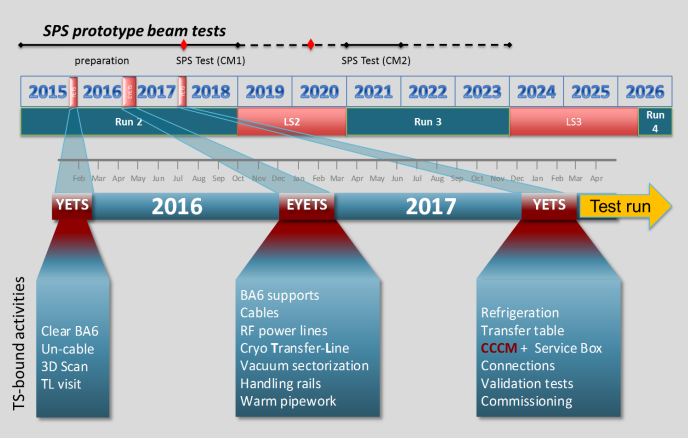 SPS prototype beam tests
preparation
SPS Test (CM1)
SPS Test (CM2)
2015 2016 2017 2018 2019 2020 2021 2022 2023 2024 2025 2026
Run 2
LS2
Run 3
LS3
Run 4
Feb Mar Apr May Jun Jul Aug Sep Oct Nov Dec Jan Feb Mar Apr May Jun Jul Aug Sep Oct Nov Dec Jan Feb Mar Apr
YETS
2016
EYETS
2017
YETS
Test run
TS-bound activities
Clear BA6
Un-cable
3D Scan
TL visit
BA6 supports
Cables
RF power lines
Cryo Transfer-Line
Vacuum sectorization
Handling rails
Warm pipework
Refrigeration
Transfer table
CCCM + Service Box
Connections
Validation tests
Commissioning